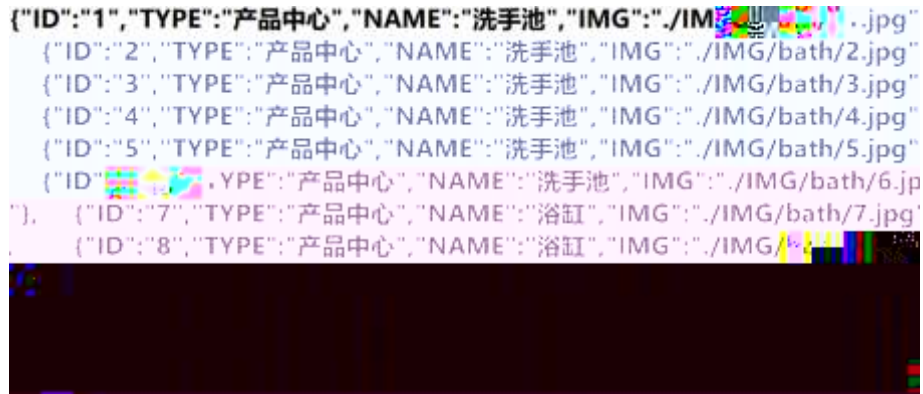 {"ID":"1","TYPE":"产品中心","NAME":"洗手池","IMG":"./IM .jpg"
{"ID":"2","TYPE":"产品中心","NAME":"洗手池","IMG":"./IMG/bath/2.jpg"
{"ID":"3","TYPE":"产品中心","NAME":"洗手池","IMG":"./IMG/bath/3.jpg"
{"ID":"4","TYPE":"产品中心","NAME":"洗手池","IMG":"./IMG/bath/4.jpg"
{"ID":"5","TYPE":"产品中心","NAME":"洗手池","IMG":"./IMG/bath/5.jpg"
{"ID" YPE":"产品中心","NAME":"洗手池","IMG":"./IMG/bath/6.jp
"}, {"ID":"7","TYPE":"产品中心","NAME":"浴缸","IMG":"./IMG/bath/7.jpg
{"ID":"8","TYPE":"产品中心","NAME":"浴缸","IMG":"./IMG/